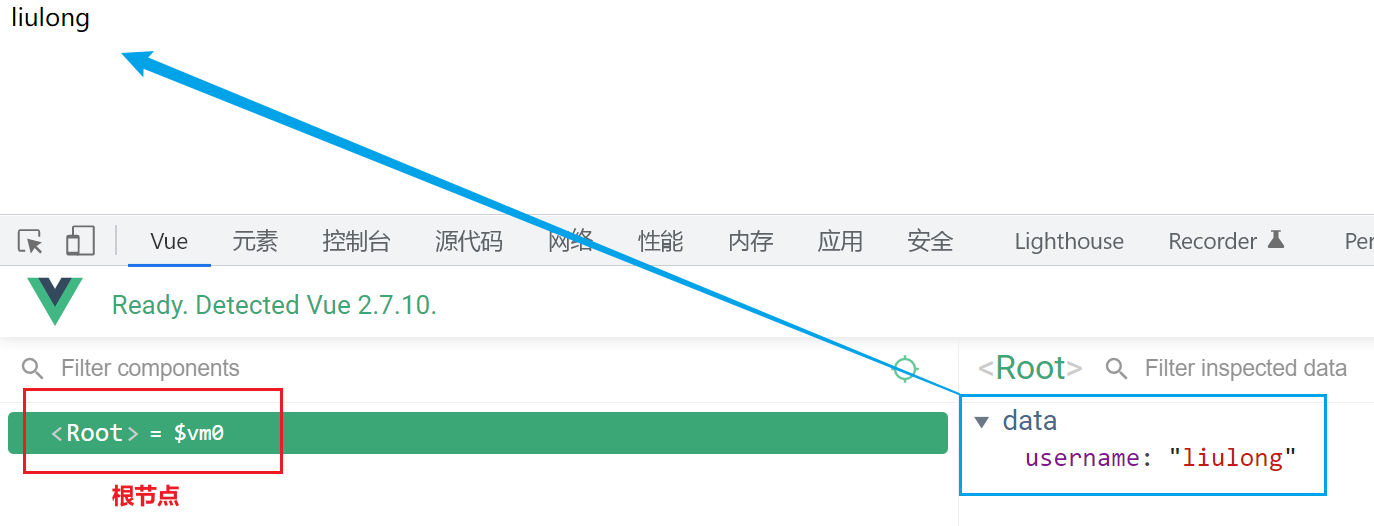 liulong
Vue 元素 控制台 源代码 网络 性能 内存 应用 安全 Lighthouse Recorder Per
Ready. Detected Vue 2.7.10.
Filter components
<Root> Filter inspected data
<Root> = $vm0
data
username: "liulong"
根节点